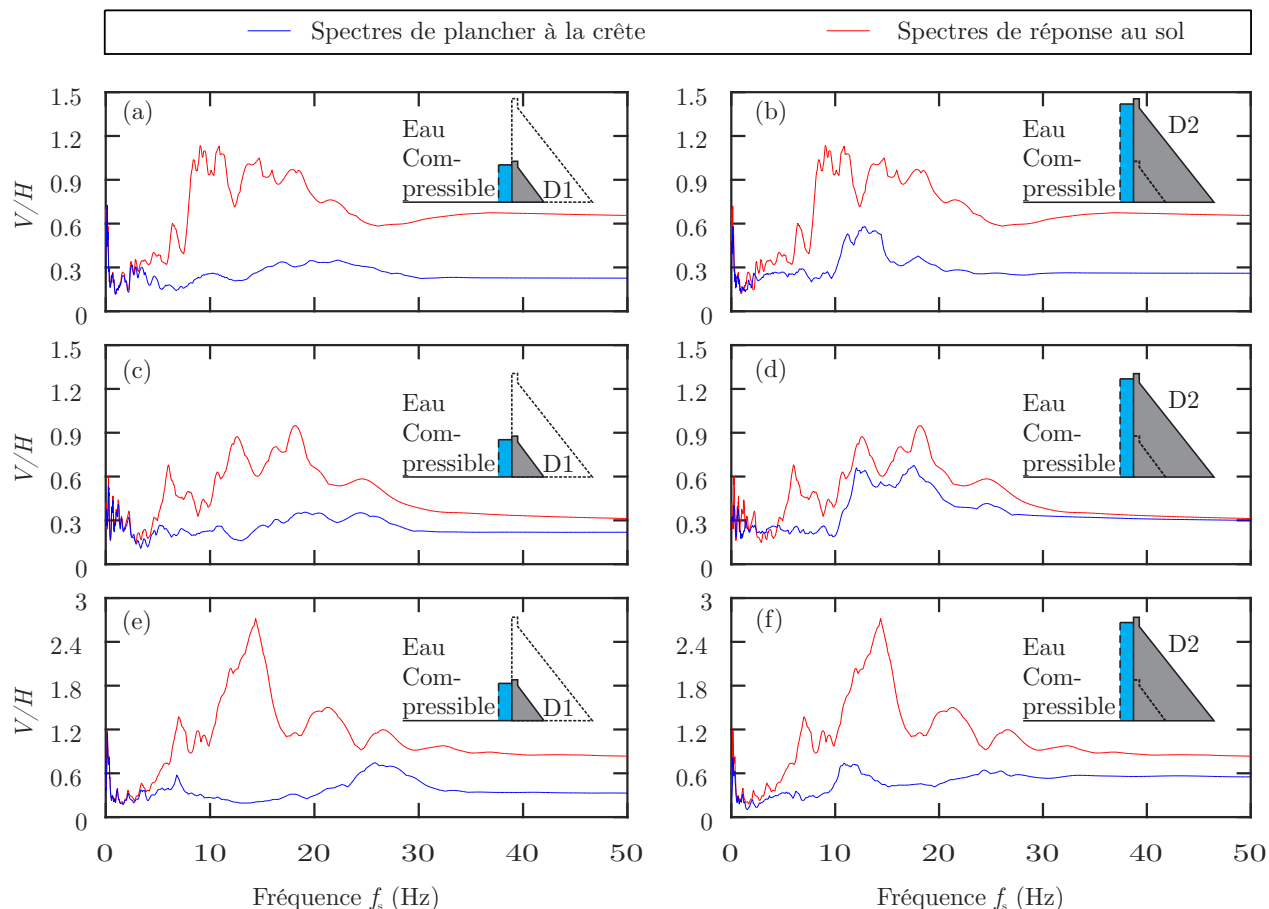 Spectres de plancher à la crête
Spectres de réponse au sol
1.5
1.2
0.9
0.6
0.3
0
V/H
(a)
Eau
Com-
pressible
D1
1.5
1.2
0.9
0.6
0.3
0
(b)
Eau
Com-
pressible
D2
1.5
1.2
0.9
0.6
0.3
0
V/H
(c)
Eau
Com-
pressible
D1
1.5
1.2
0.9
0.6
0.3
0
(d)
Eau
Com-
pressible
D2
3
2.4
1.8
1.2
0.6
0
V/H
(e)
Eau
Com-
pressible
D1
3
2.4
1.8
1.2
0.6
0
(f)
Eau
Com-
pressible
D2
0 10 20 30 40 50
Fréquence fs (Hz)
0 10 20 30 40 50
Fréquence fs (Hz)